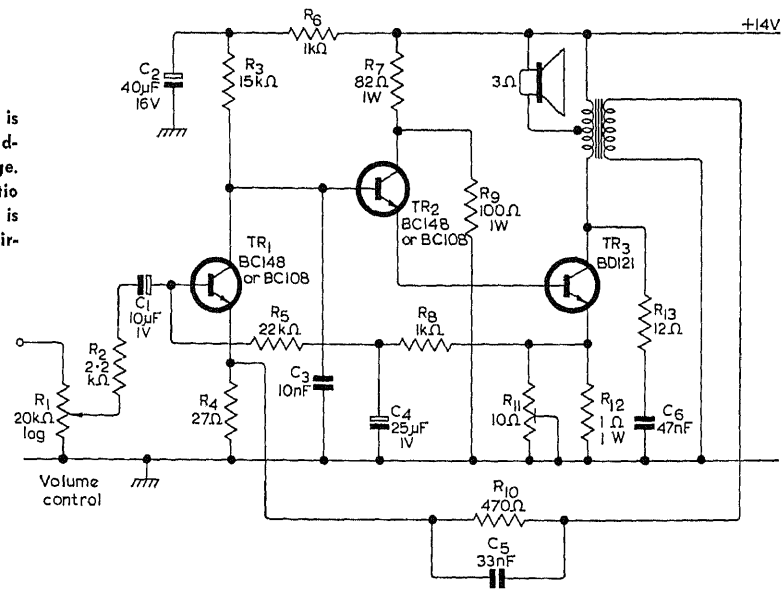 is
d-
ge.
tio
is
ir-
R6
1kΩ
+14V
C2
40µF
16V
R3
15kΩ
R7
82Ω
1W
3Ω
TR2
BC148
or BC108
R9
100Ω
1W
TR1
BC148
or BC108
TR3
BD121
C1
10µF
1V
R2
2·2
kΩ
R5
22kΩ
R8
1kΩ
R13
12Ω
R1
20kΩ
log
R4
27Ω
C3
10nF
C4
25µF
1V
R11
10Ω
R12
1Ω
1W
C6
47nF
Volume
control
R10
470Ω
C5
33nF